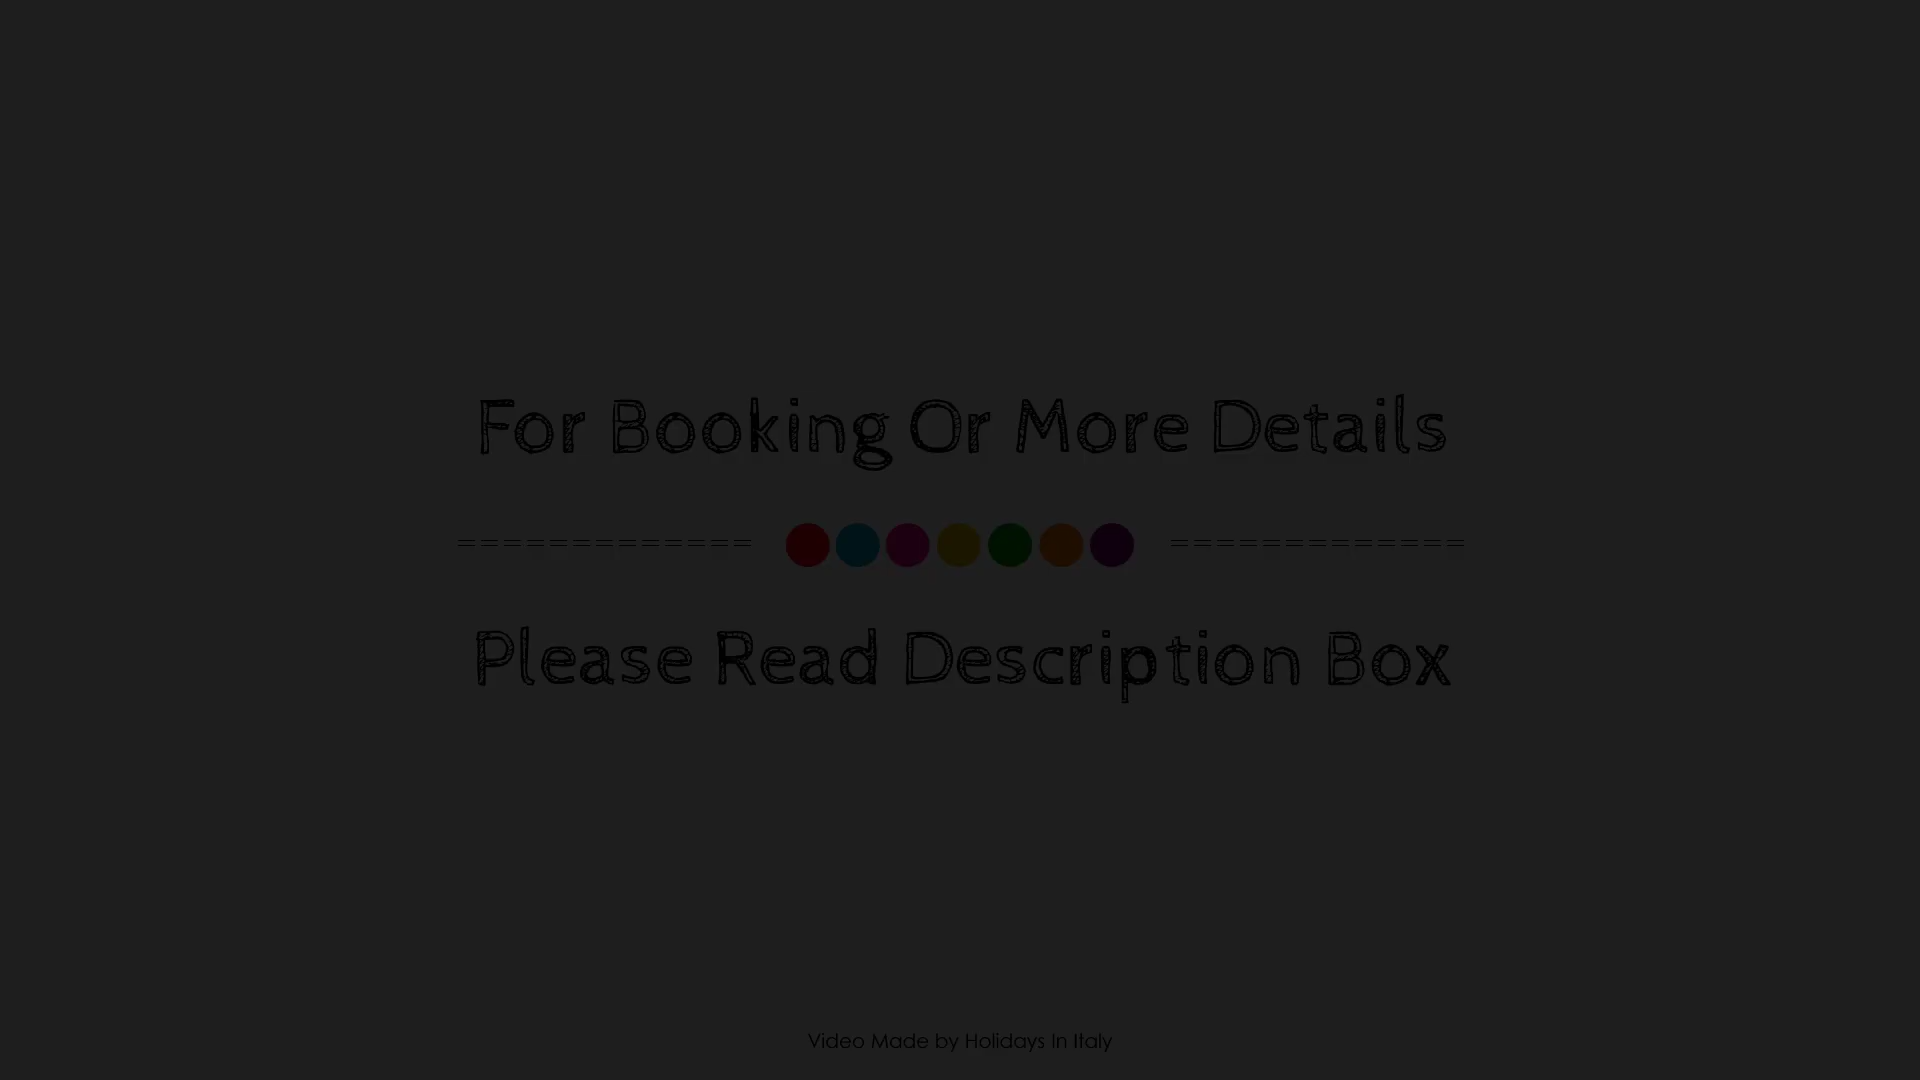 For Booking Or More Details
============= =============
Please Read Description Box
Video Made by Holidays In Italy